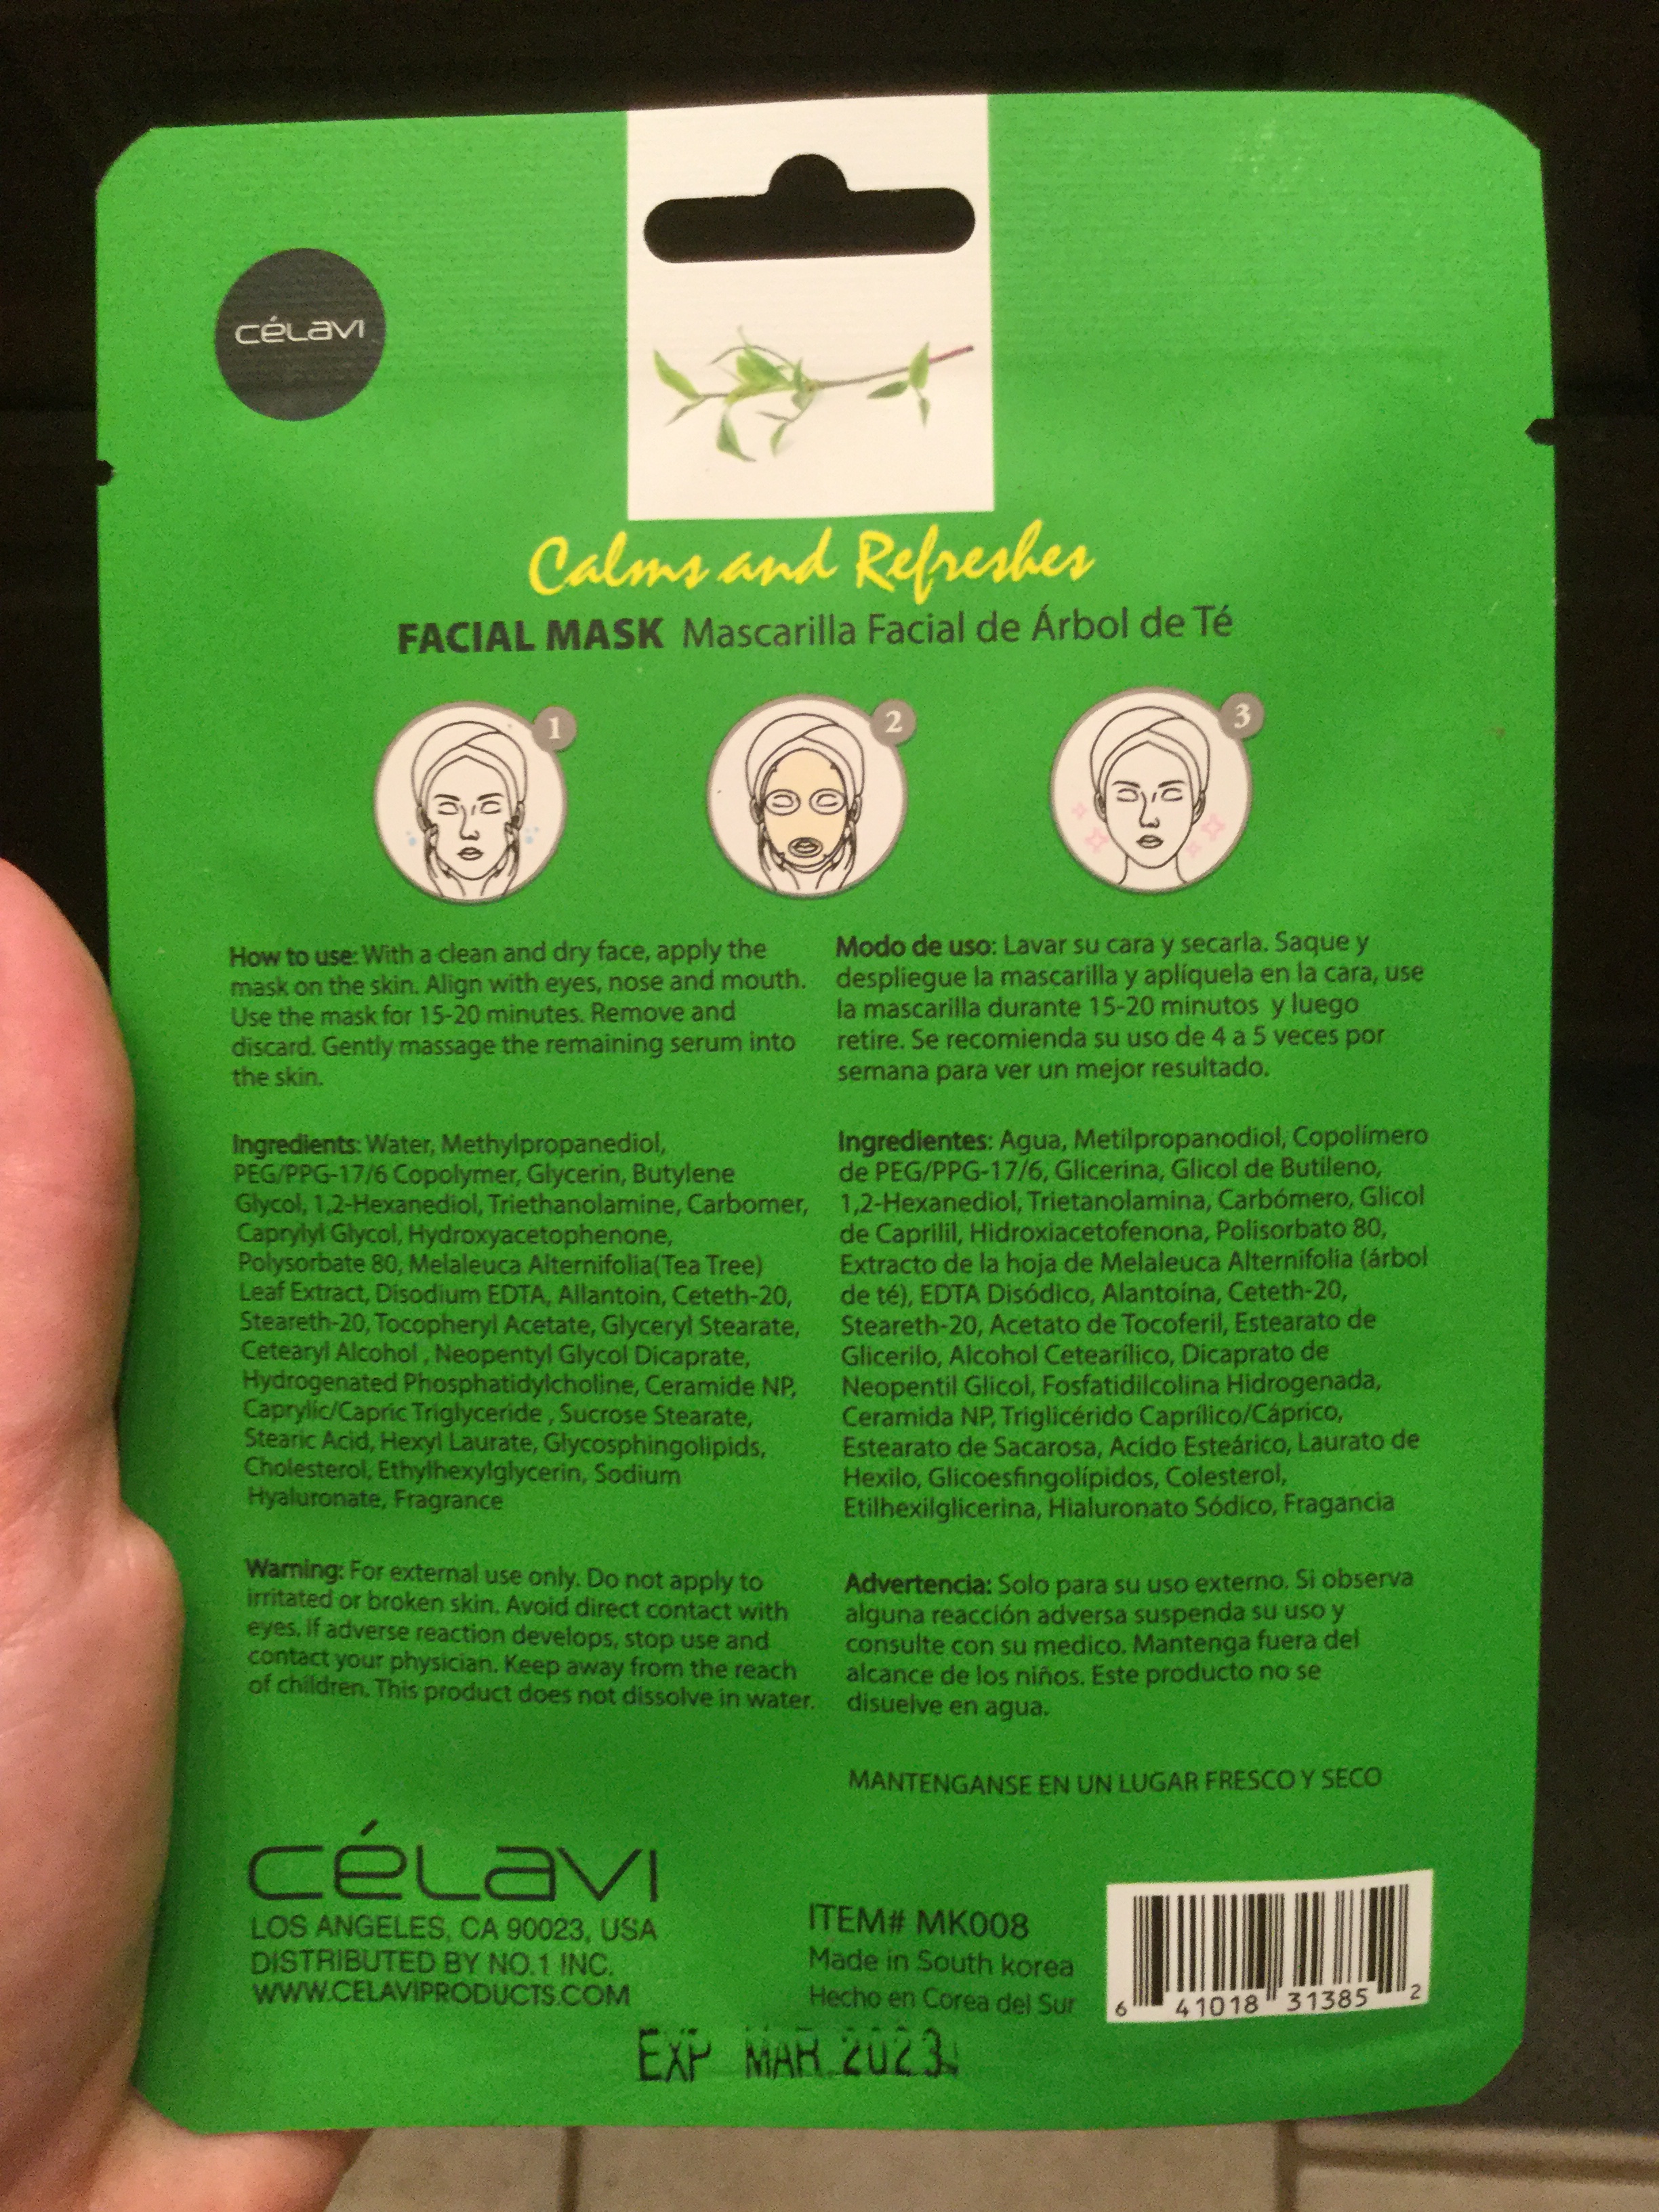 CÉLAVI
Calms and Refreshes
FACIAL MASK Mascarilla Facial de Árbol de Té
1
2
3
How to use: With a clean and dry face, apply the
mask on the skin. Align with eyes, nose and mouth.
Use the mask for 15-20 minutes. Remove and
discard. Gently massage the remaining serum into
the skin.
Modo de uso: Lavar su cara y secarla. Saque y
despliegue la mascarilla y aplíquela en la cara, use
la mascarilla durante 15-20 minutos y luego
retire. Se recomienda su uso de 4 a 5 veces por
semana para ver un mejor resultado.
Ingredients: Water, Methylpropanediol,
PEG/PPG-17/6 Copolymer, Glycerin, Butylene
Glycol, 1,2-Hexanediol, Triethanolamine, Carbomer,
Caprylyl Glycol, Hydroxyacetophenone,
Polysorbate 80, Melaleuca Alternifolia(Tea Tree)
Leaf Extract, Disodium EDTA, Allantoin, Ceteth-20,
Steareth-20, Tocopheryl Acetate, Glyceryl Stearate,
Cetearyl Alcohol , Neopentyl Glycol Dicaprate,
Hydrogenated Phosphatidylcholine, Ceramide NP,
Caprylic/Capric Triglyceride , Sucrose Stearate,
Stearic Acid, Hexyl Laurate, Glycosphingolipids,
Cholesterol, Ethylhexylglycerin, Sodium
Hyaluronate, Fragrance
Ingredientes: Agua, Metilpropanodiol, Copolímero
de PEG/PPG-17/6, Glicerina, Glicol de Butileno,
1,2-Hexanediol, Trietanolamina, Carbómero, Glicol
de Caprilil, Hidroxiacetofenona, Polisorbato 80,
Extracto de la hoja de Melaleuca Alternifolia (árbol
de té), EDTA Disódico, Alantoína, Ceteth-20,
Steareth-20, Acetato de Tocoferil, Estearato de
Glicerilo, Alcohol Cetearílico, Dicaprato de
Neopentil Glicol, Fosfatidilcolina Hidrogenada,
Ceramida NP, Triglicérido Caprílico/Cáprico,
Estearato de Sacarosa, Acido Esteárico, Laurato de
Hexilo, Glicoesfingolípidos, Colesterol,
Etilhexilglicerina, Hialuronato Sódico, Fragancia
Warning: For external use only. Do not apply to
irritated or broken skin. Avoid direct contact with
eyes. If adverse reaction develops, stop use and
contact your physician. Keep away from the reach
of children. This product does not dissolve in water.
Advertencia: Solo para su uso externo. Si observa
alguna reacción adversa suspenda su uso y
consulte con su medico. Mantenga fuera del
alcance de los niños. Este producto no se
disuelve en agua.
MANTENGANSE EN UN LUGAR FRESCO Y SECO
CÉLAVI
LOS ANGELES, CA 90023, USA
DISTRIBUTED BY NO.1 INC.
WWW.CELAVIPRODUCTS.COM
ITEM# MK008
Made in South korea
Hecho en Corea del Sur
6 41018 31385 2
EXP MAR.2023.